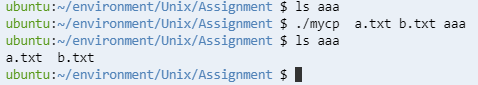 ubuntu:~/environment/Unix/Assignment $ ls aaa
ubuntu:~/environment/Unix/Assignment $ ./mycp  a.txt b.txt aaa
ubuntu:~/environment/Unix/Assignment $ ls aaa
a.txt  b.txt
ubuntu:~/environment/Unix/Assignment $